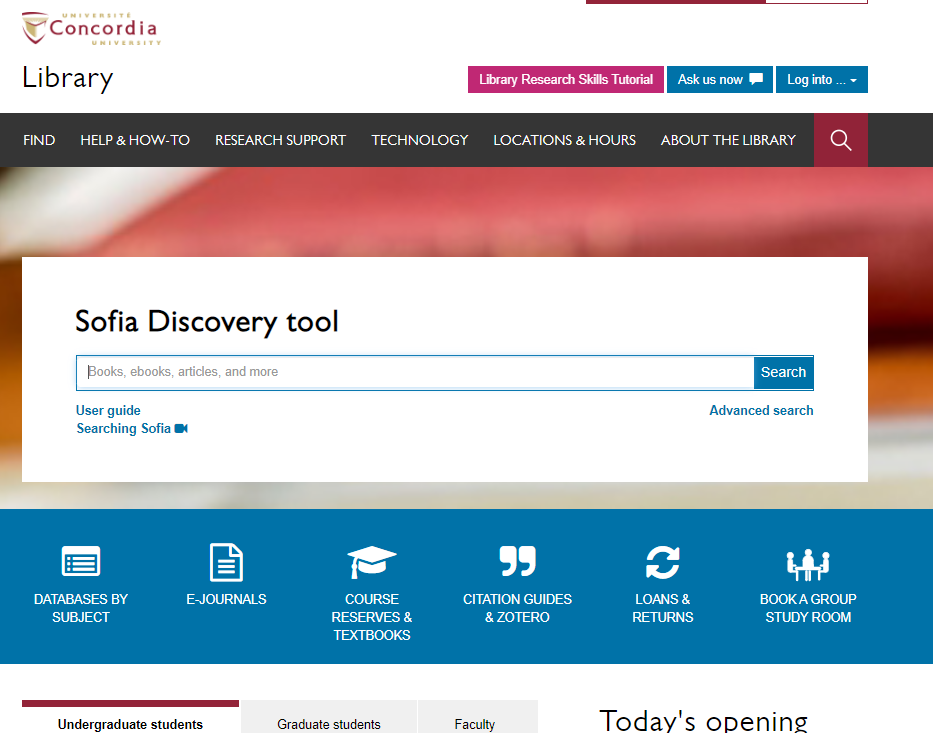 UNIVERSITÉ
Concordia
UNIVERSITY
Library
Library Research Skills Tutorial
Ask us now
Log into ...
FIND
HELP & HOW-TO
RESEARCH SUPPORT
TECHNOLOGY
LOCATIONS & HOURS
ABOUT THE LIBRARY
Sofia Discovery tool
Books, ebooks, articles, and more
Search
User guide
Advanced search
Searching Sofia
DATABASES BY
SUBJECT
E-JOURNALS
COURSE
RESERVES &
TEXTBOOKS
CITATION GUIDES
& ZOTERO
LOANS &
RETURNS
BOOK A GROUP
STUDY ROOM
Undergraduate students
Graduate students
Faculty
Today's opening